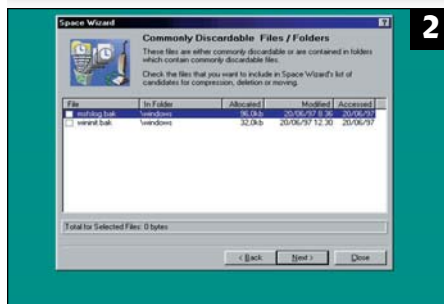 Space Wizard
?
2
Commonly Discardable Files / Folders
These files are either commonly discardable or are contained in folders
which contain commonly discardable files.
Check the files that you want to include in Space Wizard's list of
candidates for compression, deletion or moving.
File In Folder Allocated Modified Accessed
\windows 96.0kb 20/06/97 8.36 20/06/97
wininit.bak \windows 32.0kb 20/06/97 12.30 20/06/97
Total for Selected Files: 0 bytes
< Back Next > Close